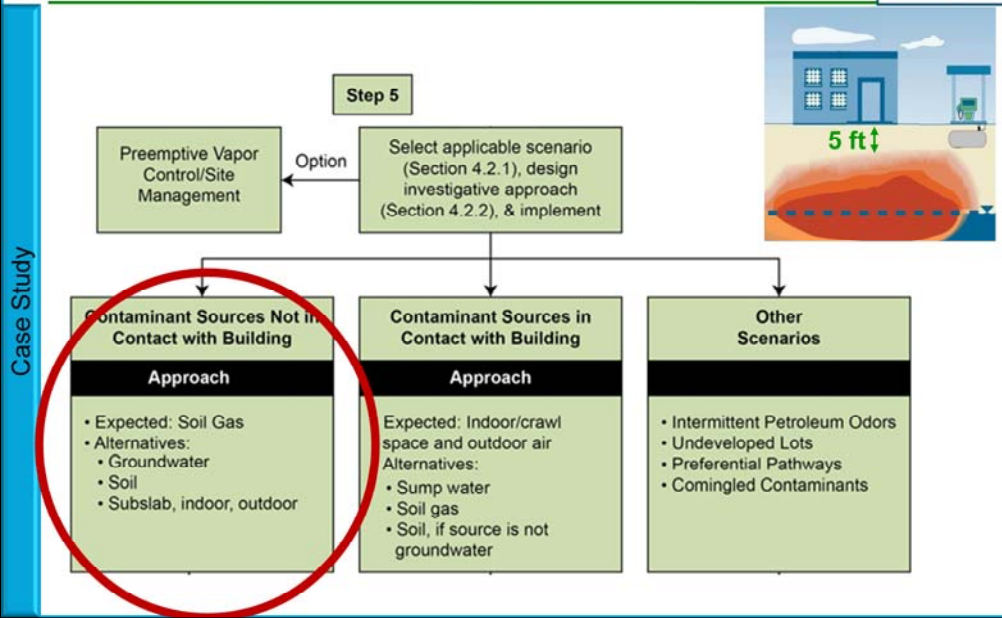 Case Study
Step 5
Preemptive Vapor
Control/Site
Management
Option
Select applicable scenario
(Section 4.2.1), design
investigative approach
(Section 4.2.2), & implement
5 ft
Contaminant Sources Not in
Contact with Building
Approach
• Expected: Soil Gas
• Alternatives:
• Groundwater
• Soil
• Subslab, indoor, outdoor
Contaminant Sources in
Contact with Building
Approach
Expected: Indoor/crawl
space and outdoor air
Alternatives:
• Sump water
• Soil gas
• Soil, if source is not
groundwater
Other
Scenarios
• Intermittent Petroleum Odors
• Undeveloped Lots
• Preferential Pathways
• Comingled Contaminants